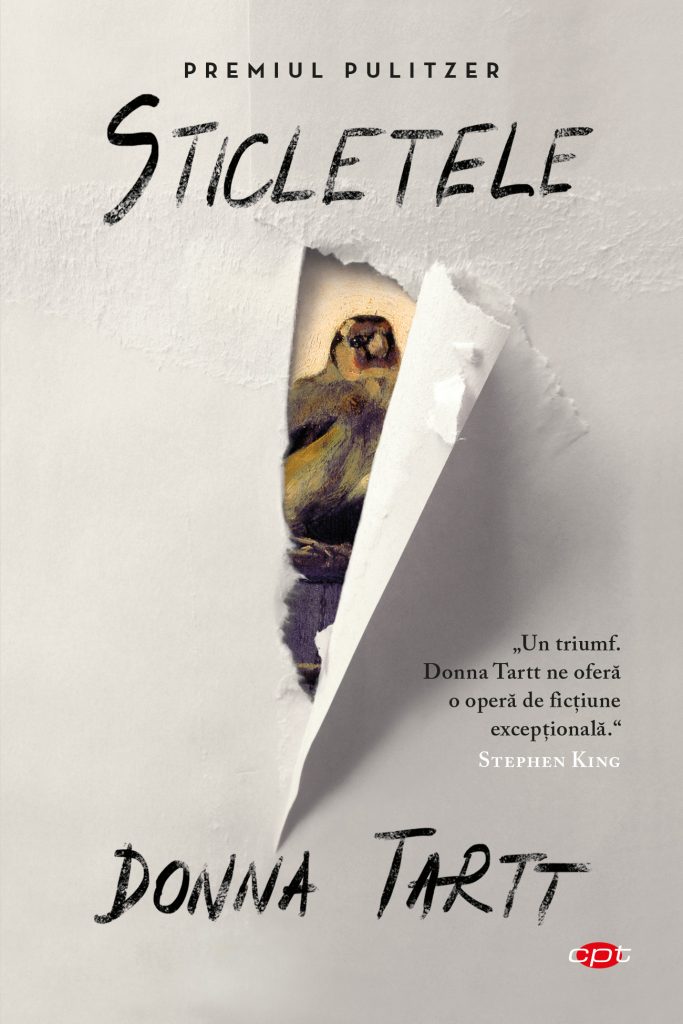 PREMIUL PULITZER
STICLETELE
„Un triumf.
Donna Tartt ne oferă
o operă de ficțiune
excepțională.“
STEPHEN KING
DONNA TARTT
cpt